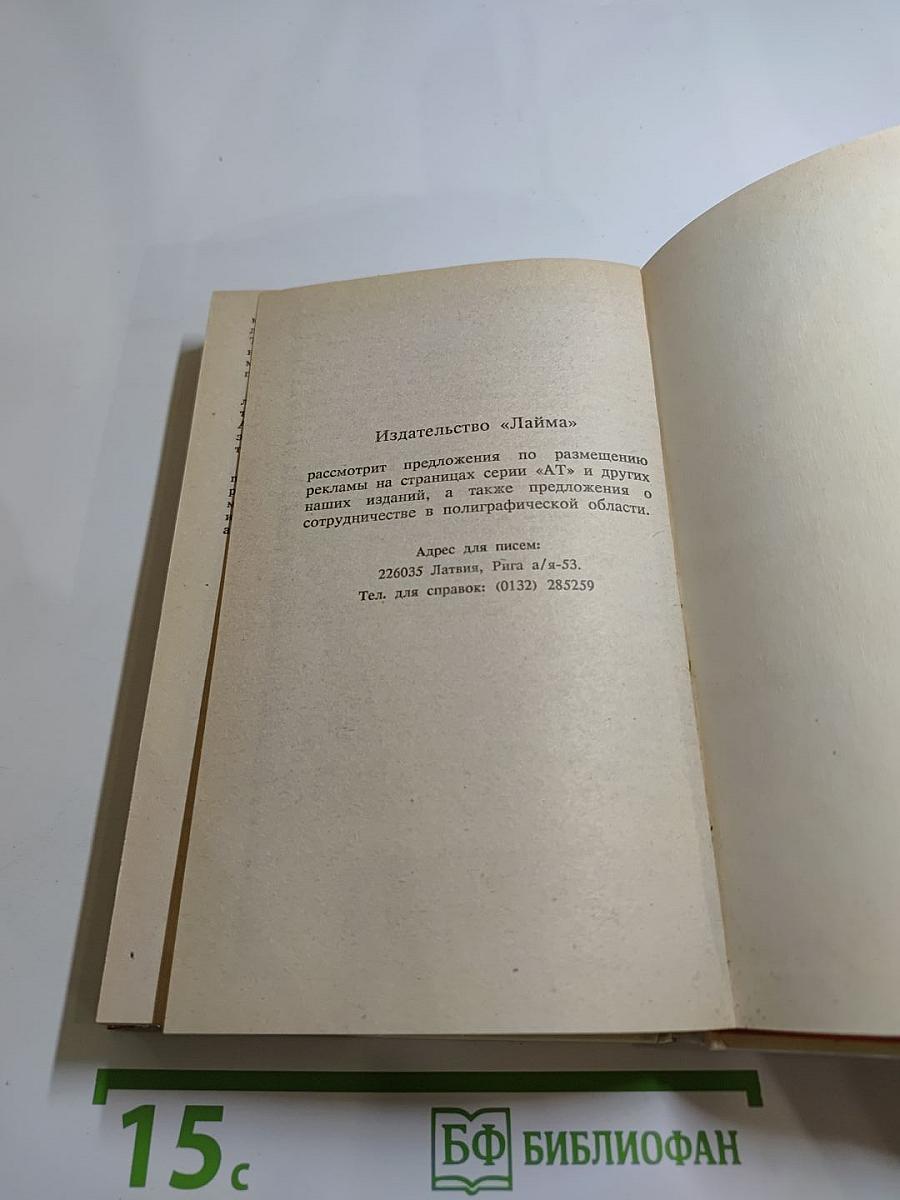 Издательство «Лайма»
рассмотрит предложения по размещению
рекламы на страницах серии «АТ» и других
наших изданий, а также предложения о
сотрудничестве в полиграфической области.
Адрес для писем:
226035 Латвия, Рига а/я-53.
Тел. для справок: (0132) 285259
15 с
БФ БИБЛИОФАН